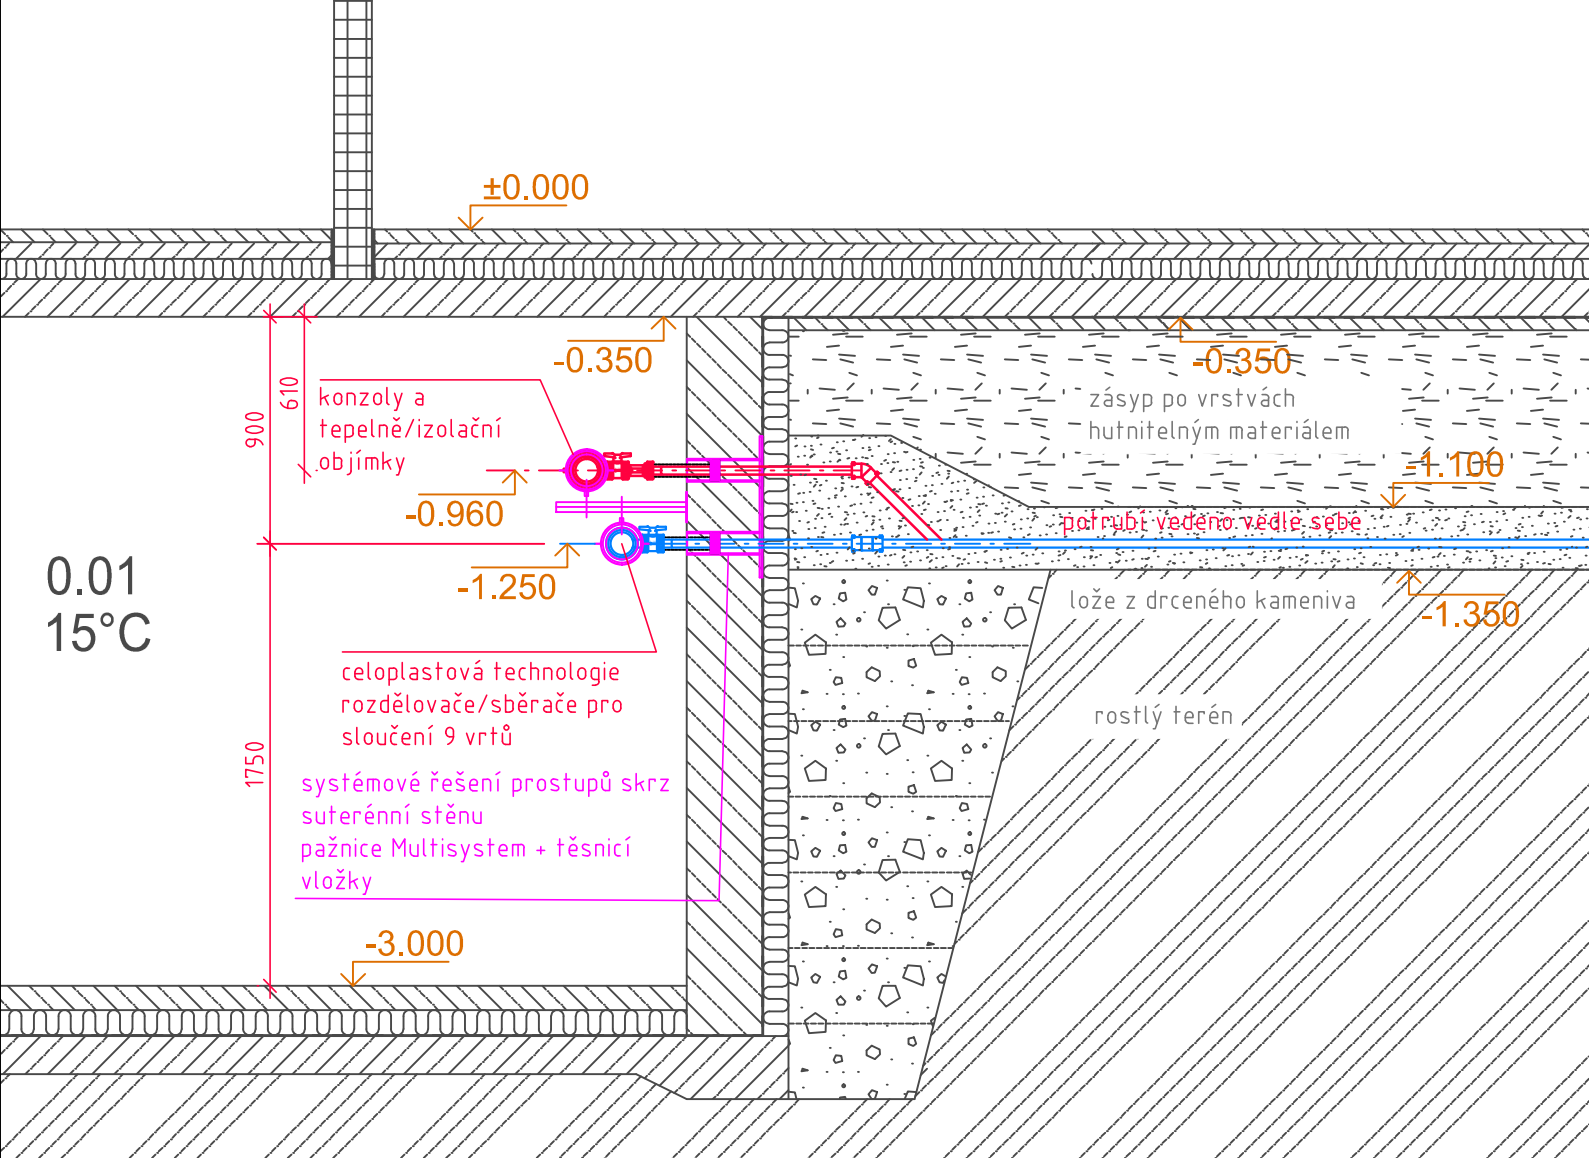 ±0.000
-0.350
-0.350
610
900
konzoly a
tepelně/izolační
objímky
zásyp po vrstvách
hutnitelným materiálem
-1.100
-0.960
potrubí vedeno vedle sebe
0.01
15°C
-1.250
lože z drceného kameniva
-1.350
celoplastová technologie
rozdělovače/sběrače pro
sloučení 9 vrtů
rostlý terén
1750
systémové řešení prostupů skrz
suterénní stěnu
pažnice Multisystem + těsnicí
vložky
-3.000